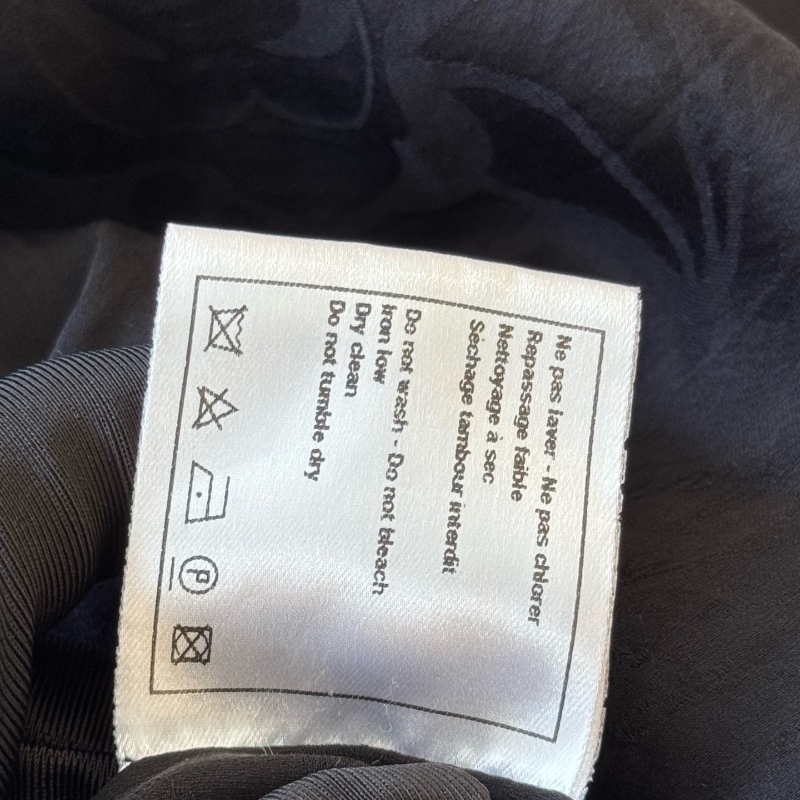 Ne pas laver - Ne pas chlorer
Repassage faible
Nettoyage à sec
Séchage tambour interdit
Do not wash - Do not bleach
Iron low
Dry clean
Do not tumble dry
P